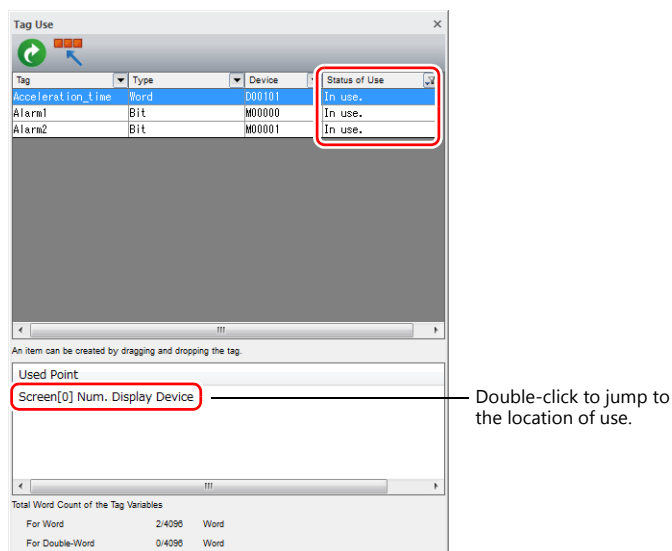 Tag Use
Tag Type Device Status of Use
Acceleration_time Word D00101 In use.
Alarm1 Bit M00000 In use.
Alarm2 Bit M00001 In use.
An item can be created by dragging and dropping the tag.
Used Point
Screen[0] Num. Display Device
Double-click to jump to
the location of use.
Total Word Count of the Tag Variables
For Word 2/4096 Word
For Double-Word 0/4096 Word